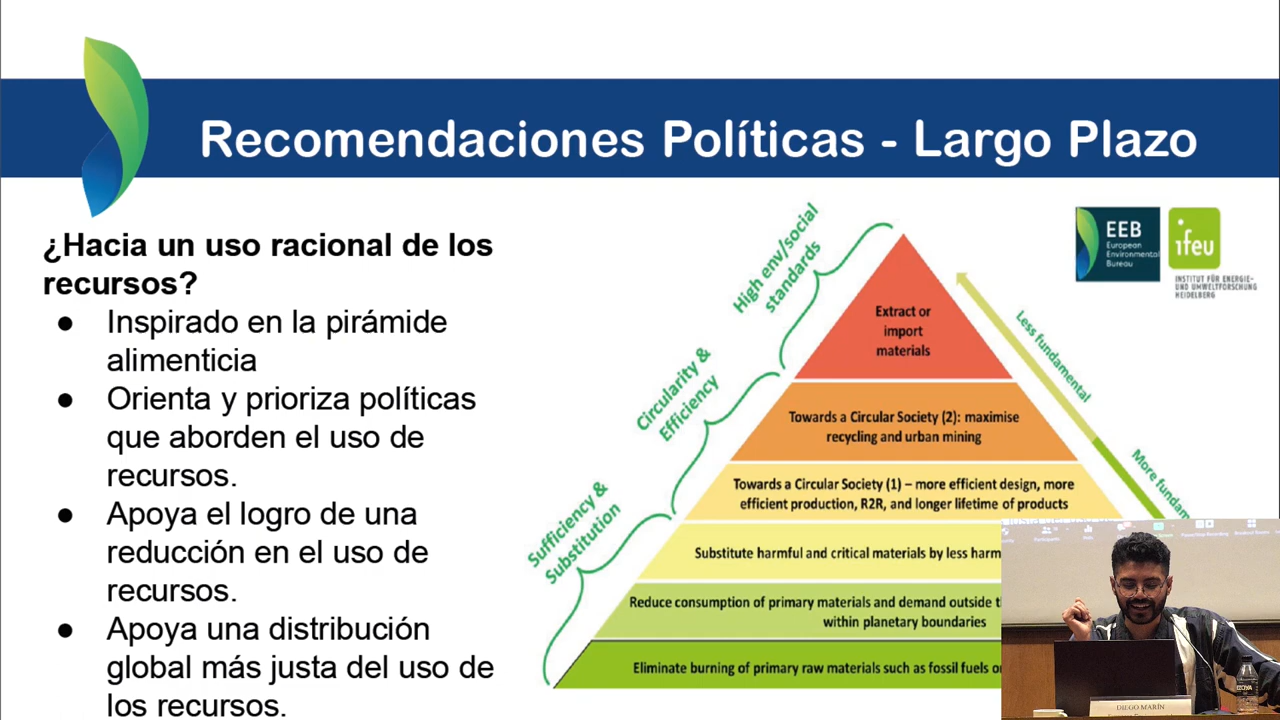 Recomendaciones Políticas - Largo Plazo
¿Hacia un uso racional de los
recursos?
● Inspirado en la pirámide
alimenticia
● Orienta y prioriza políticas
que aborden el uso de
recursos.
● Apoya el logro de una
reducción en el uso de
recursos.
● Apoya una distribución
global más justa del uso de
los recursos.
High env/social
standards
Circularity &
Efficiency
Sufficiency &
Substitution
Extract or
import
materials
Towards a Circular Society (2): maximise
recycling and urban mining
Towards a Circular Society (1) – more efficient design, more
efficient production, R2R, and longer lifetime of products
Substitute harmful and critical materials by less
Reduce consumption of primary materials and demand outside
within planetary boundaries
Eliminate burning of primary raw materials such as fossil fuels
Less fundamental
More
EEB
European
Environmental
Bureau
ifeu
INSTITUT FÜR ENERGIE-
UND UMWELTFORSCHUNG
HEIDELBERG
DIEGO MARÍN